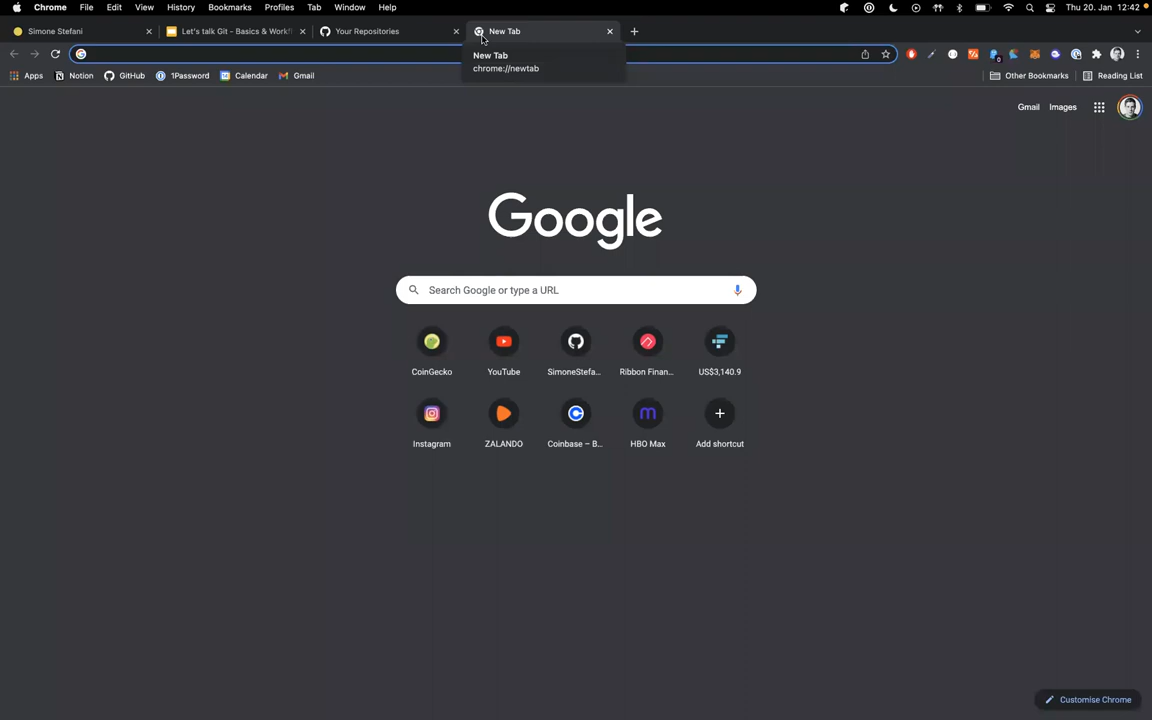 Chrome File Edit View History Bookmarks Profiles Tab Window Help Thu 20. Jan 12:42
Simone Stefani Let's talk Git - Basics & Workfl Your Repositories New Tab
New Tab
chrome://newtab
Apps Notion GitHub 1Password Calendar Gmail Other Bookmarks Reading List
Gmail Images
Google
Search Google or type a URL
CoinGecko YouTube SimoneStefa... Ribbon Finan... US$3,140.9
Instagram ZALANDO Coinbase – B... HBO Max Add shortcut
Customise Chrome